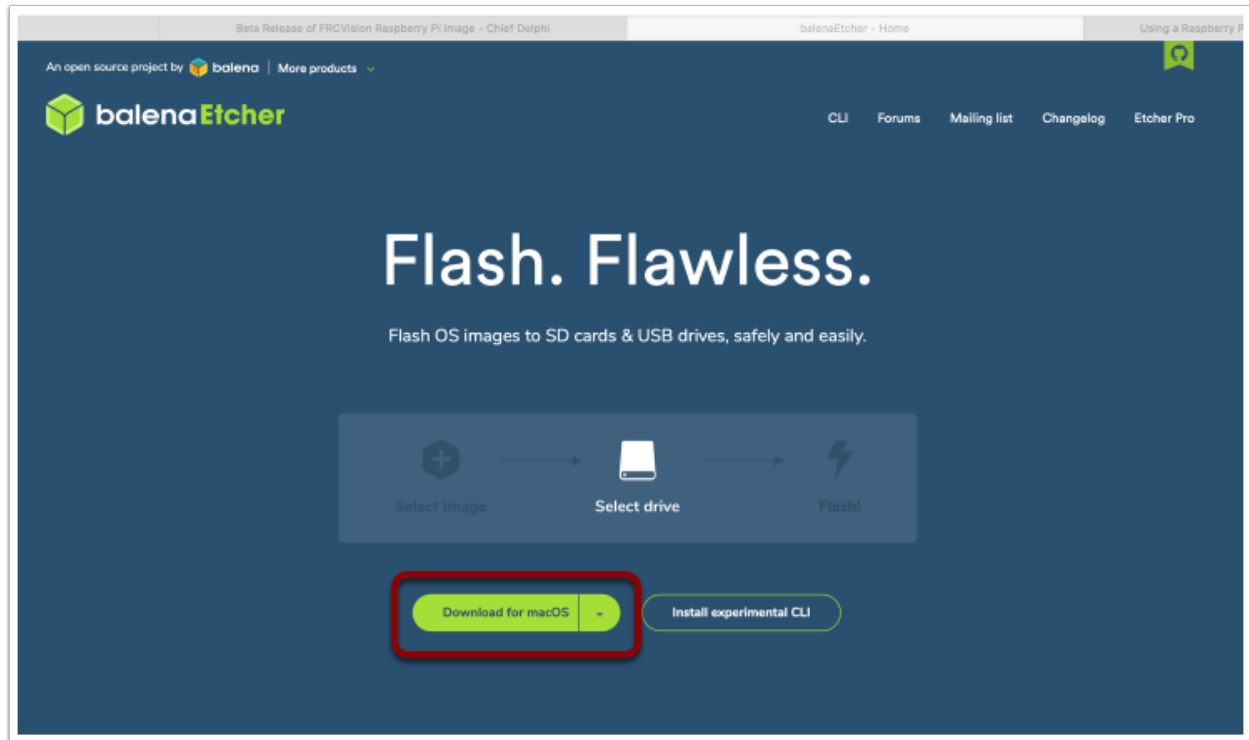 Beta Release of FRCVision Raspberry Pi Image - Chief Delphi
balenaEtcher - Home
Using a Raspberry P
An open source project by balena | More products
balenaEtcher
CLI
Forums
Mailing list
Changelog
Etcher Pro
Flash. Flawless.
Flash OS images to SD cards & USB drives, safely and easily.
Select image
Select drive
Flash!
Download for macOS
Install experimental CLI